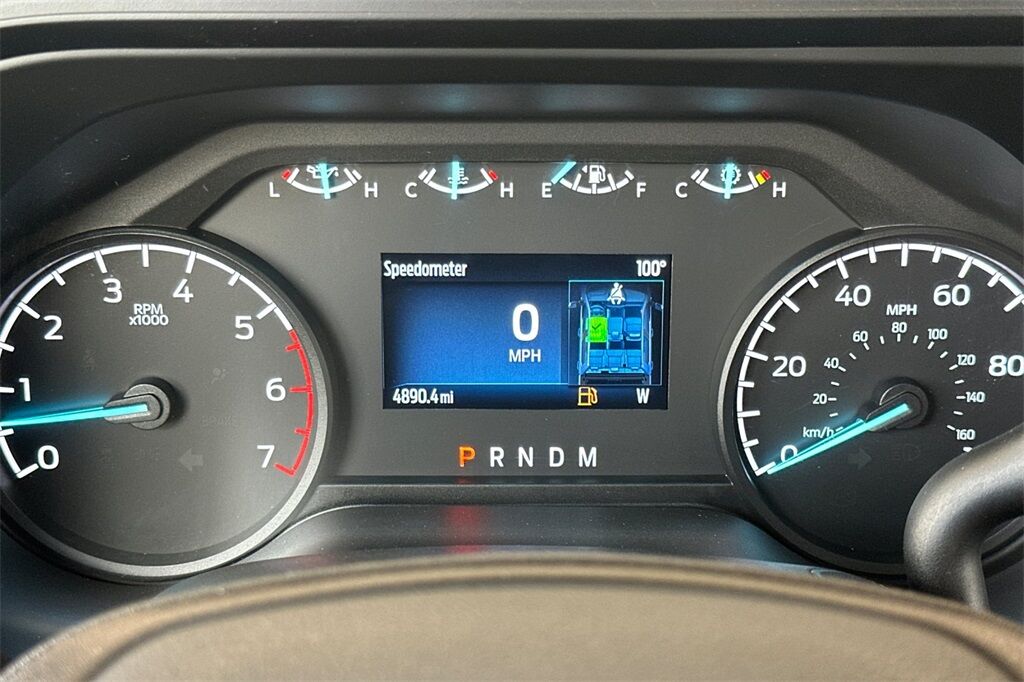 L H C H E F C H
3 4
RPM
x1000
2 5
1 6
0 7
Speedometer 100°
0
MPH
4890.4mi W
P R N D M
40 60
MPH
20 80
0
60 80 100
40 120
20 140
km/h 160